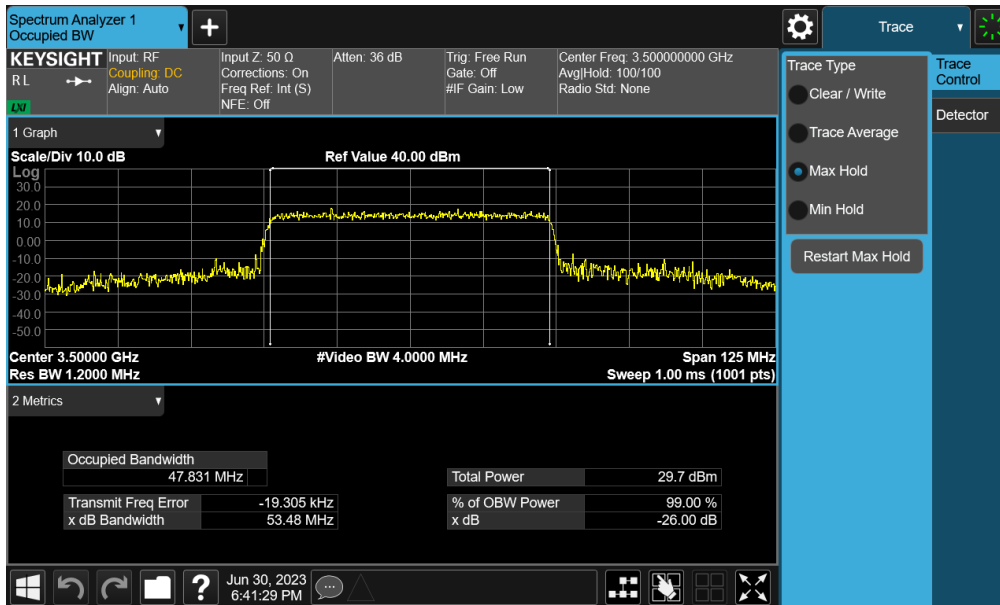 Spectrum Analyzer 1
Occupied BW
+
Trace
KEYSIGHT
R L
LXI
Input: RF
Coupling: DC
Align: Auto
Input Z: 50 Ω
Corrections: On
Freq Ref: Int (S)
NFE: Off
Atten: 36 dB
Trig: Free Run
Gate: Off
#IF Gain: Low
Center Freq: 3.500000000 GHz
Avg|Hold: 100/100
Radio Std: None
Trace Type
Clear / Write
Trace Average
Max Hold
Min Hold
Restart Max Hold
Trace
Control
Detector
1 Graph
Scale/Div 10.0 dB
Ref Value 40.00 dBm
Log
30.0
20.0
10.0
0.00
-10.0
-20.0
-30.0
-40.0
-50.0
Center 3.50000 GHz
#Video BW 4.0000 MHz
Span 125 MHz
Res BW 1.2000 MHz
Sweep 1.00 ms (1001 pts)
2 Metrics
Occupied Bandwidth
47.831 MHz
Total Power 29.7 dBm
Transmit Freq Error -19.305 kHz
% of OBW Power 99.00 %
x dB Bandwidth 53.48 MHz
x dB -26.00 dB
?
Jun 30, 2023
6:41:29 PM